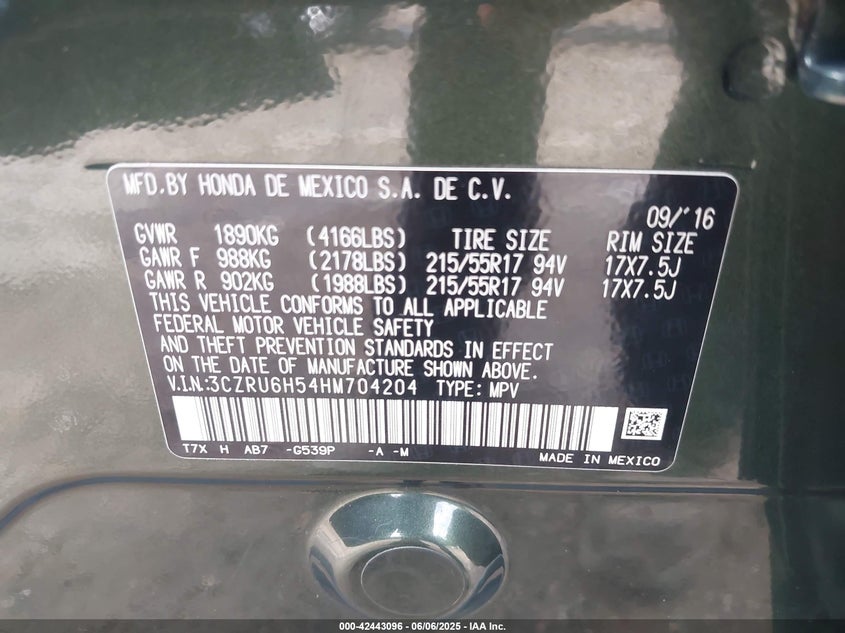 MFD. BY HONDA DE MEXICO S.A. DE C.V.
09/'16
GVWR 1890KG (4166LBS) TIRE SIZE RIM SIZE
GAWR F 988KG (2178LBS) 215/55R17 94V 17X7.5J
GAWR R 902KG (1988LBS) 215/55R17 94V 17X7.5J
THIS VEHICLE CONFORMS TO ALL APPLICABLE
FEDERAL MOTOR VEHICLE SAFETY
AND THEFT PREVENTION STANDARDS IN EFFECT
ON THE DATE OF MANUFACTURE SHOWN ABOVE.
V.I.N.:3CZRU6H54HM704204 TYPE: MPV
T7X H AB7 -G539P -A -M MADE IN MEXICO
000-42443096 - 06/06/2025 - IAA Inc.